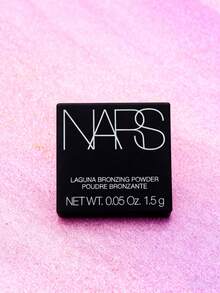 NARS
LAGUNA BRONZING POWDER
POUDRE BRONZANTE
NET WT. 0.05 Oz. 1.5 g